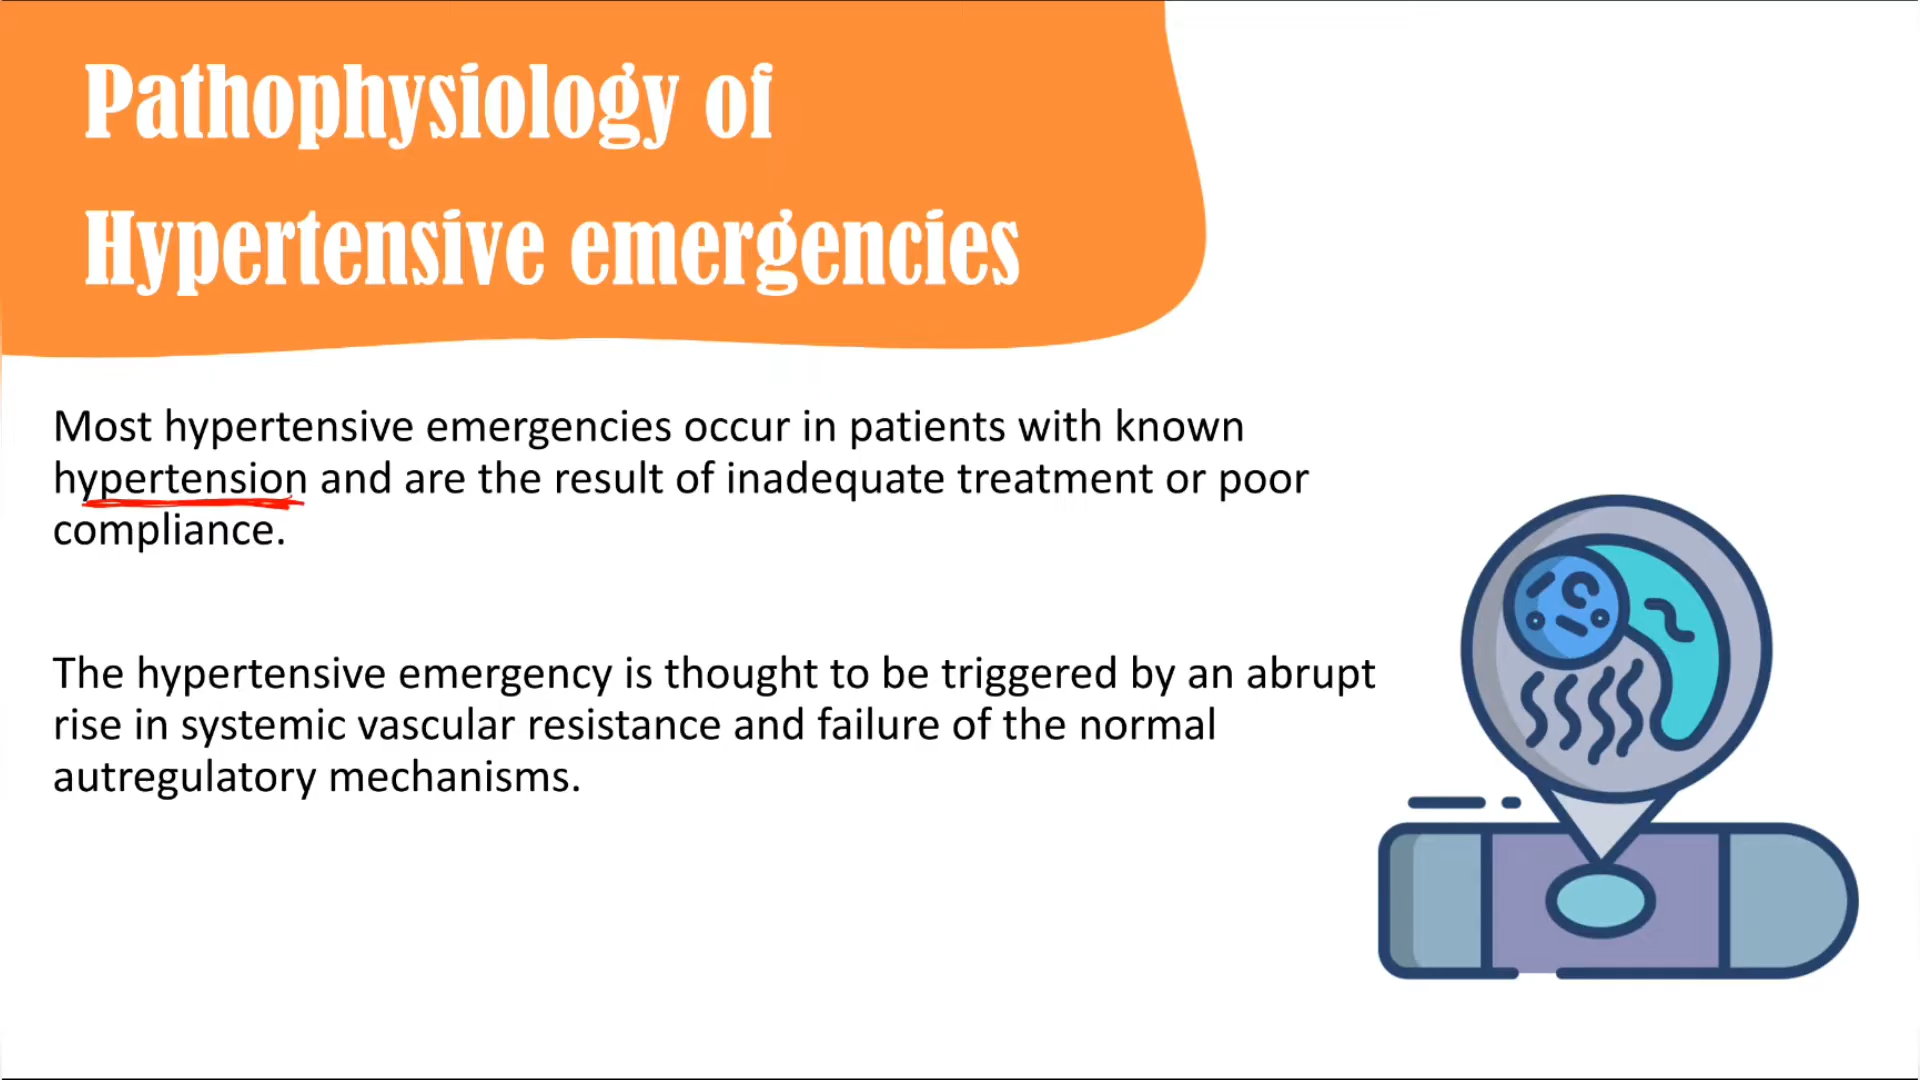 Pathophysiology of
Hypertensive emergencies
Most hypertensive emergencies occur in patients with known
hypertension and are the result of inadequate treatment or poor
compliance.
The hypertensive emergency is thought to be triggered by an abrupt
rise in systemic vascular resistance and failure of the normal
autregulatory mechanisms.